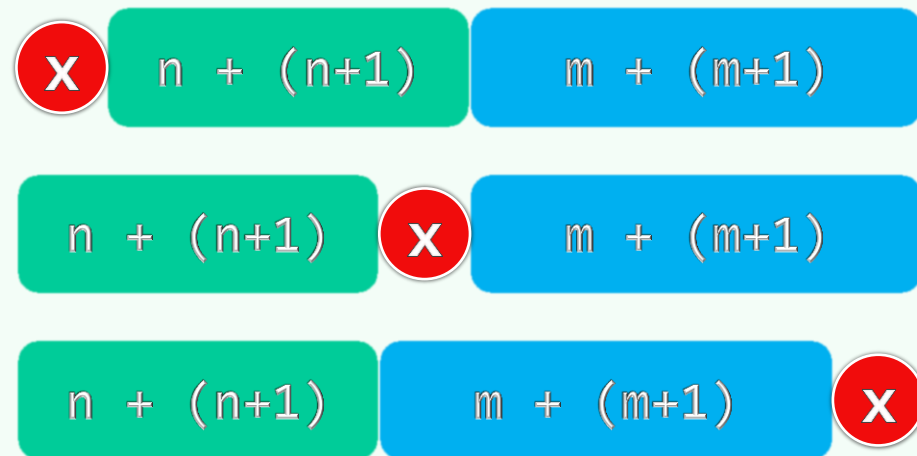 x n + (n+1) m + (m+1)
n + (n+1) x m + (m+1)
n + (n+1) m + (m+1) x